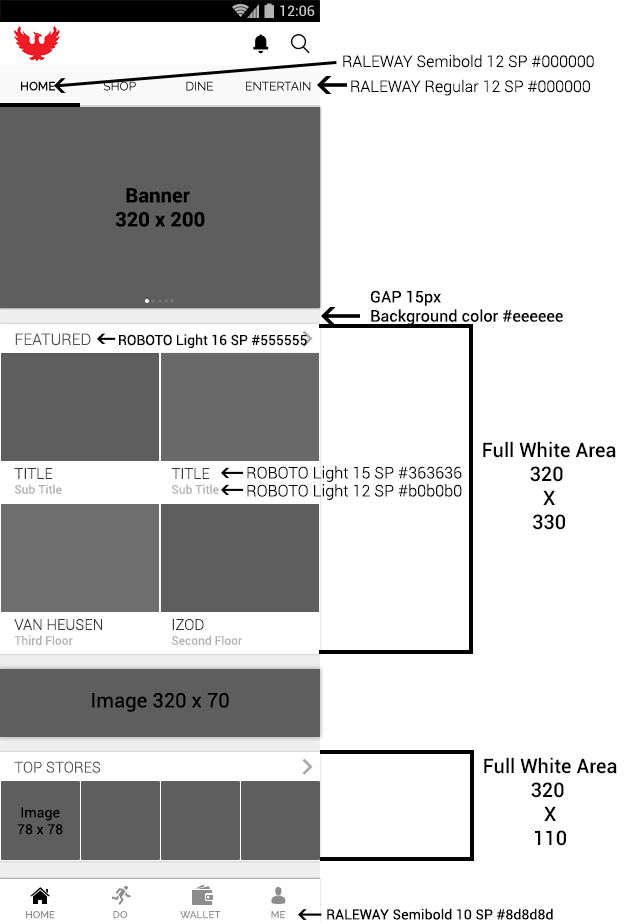 12:06
RALEWAY Semibold 12 SP #000000
HOME SHOP DINE ENTERTAIN
RALEWAY Regular 12 SP #000000
Banner
320 x 200
GAP 15px
Background color #eeeeee
FEATURED
ROBOTO Light 16 SP #555555
Full White Area
320
X
330
TITLE
Sub Title
TITLE
Sub Title
ROBOTO Light 15 SP #363636
ROBOTO Light 12 SP #b0b0b0
VAN HEUSEN
Third Floor
IZOD
Second Floor
Image 320 x 70
TOP STORES
Full White Area
320
X
110
Image
78 x 78
HOME DO WALLET ME
RALEWAY Semibold 10 SP #8d8d8d